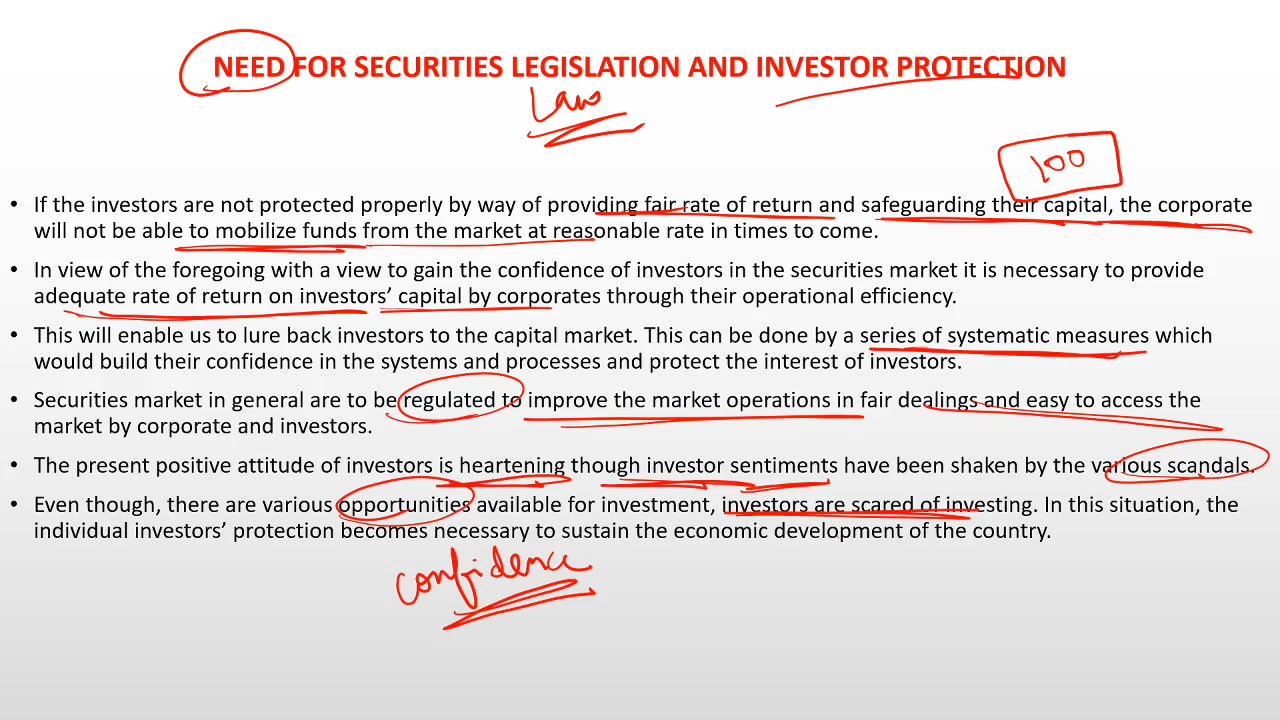 NEED FOR SECURITIES LEGISLATION AND INVESTOR PROTECTION
Law
100
• If the investors are not protected properly by way of providing fair rate of return and safeguarding their capital, the corporate
will not be able to mobilize funds from the market at reasonable rate in times to come.
• In view of the foregoing with a view to gain the confidence of investors in the securities market it is necessary to provide
adequate rate of return on investors’ capital by corporates through their operational efficiency.
• This will enable us to lure back investors to the capital market. This can be done by a series of systematic measures which
would build their confidence in the systems and processes and protect the interest of investors.
• Securities market in general are to be regulated to improve the market operations in fair dealings and easy to access the
market by corporate and investors.
• The present positive attitude of investors is heartening though investor sentiments have been shaken by the various scandals.
• Even though, there are various opportunities available for investment, investors are scared of investing. In this situation, the
individual investors’ protection becomes necessary to sustain the economic development of the country.
confidence